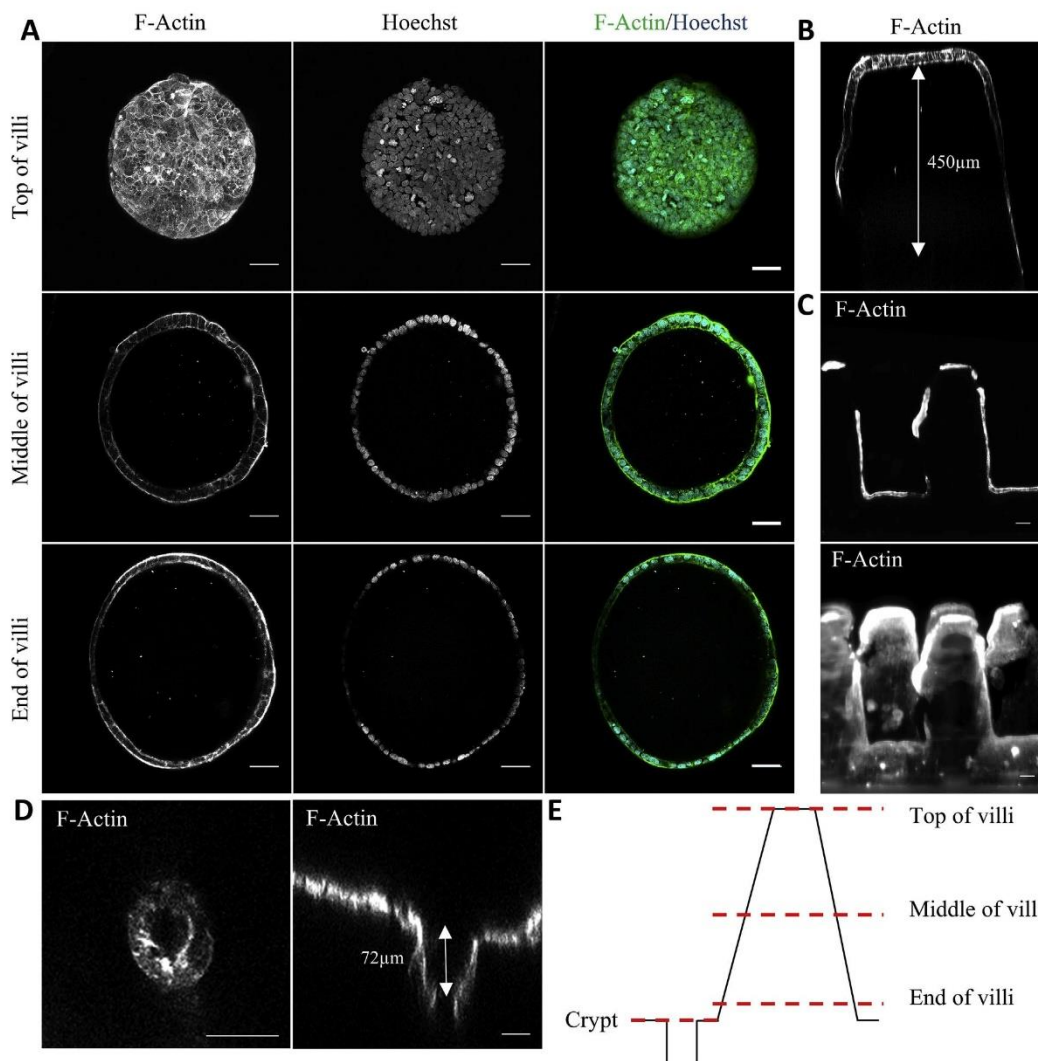 A
F-Actin
Hoechst
F-Actin/Hoechst
B
F-Actin
Top of villi
450µm
Middle of villi
C
F-Actin
End of villi
F-Actin
D
F-Actin
F-Actin
72µm
E
Top of villi
Middle of vill
End of villi
Crypt